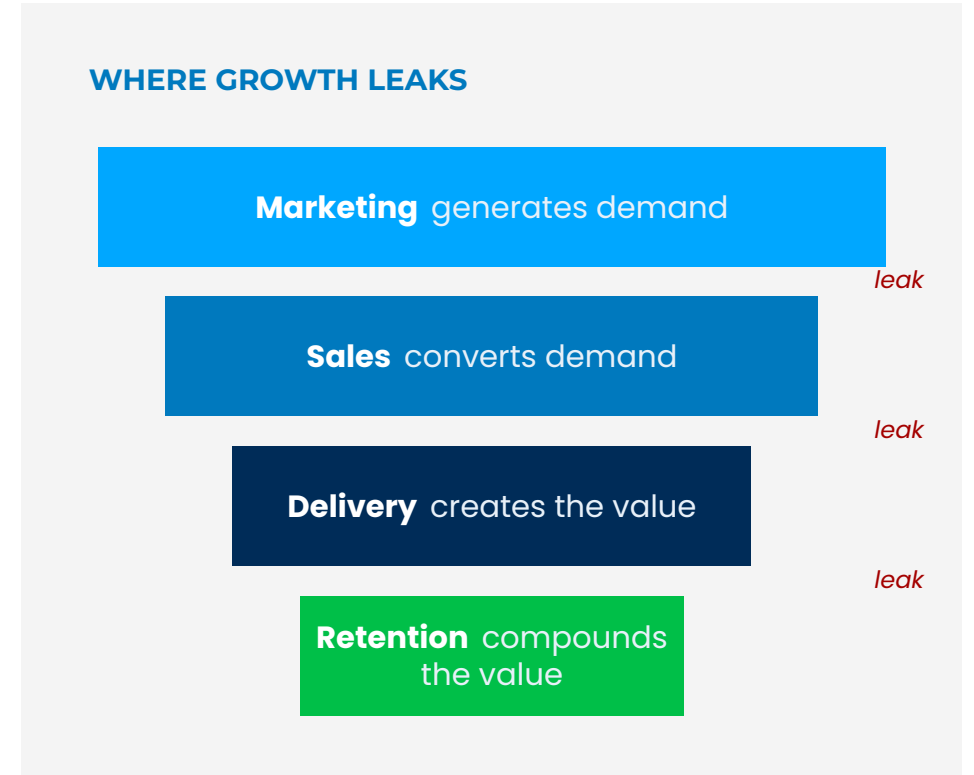 WHERE GROWTH LEAKS
Marketing generates demand
leak
Sales converts demand
leak
Delivery creates the value
leak
Retention compounds
the value